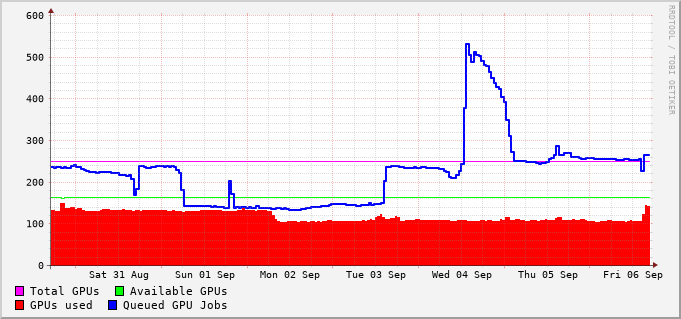 600
500
400
300
200
100
0
Sat 31 Aug Sun 01 Sep Mon 02 Sep Tue 03 Sep Wed 04 Sep Thu 05 Sep Fri 06 Sep
Total GPUs Available GPUs
GPUs used Queued GPU Jobs
RRDTOOL / TOBI OETIKER